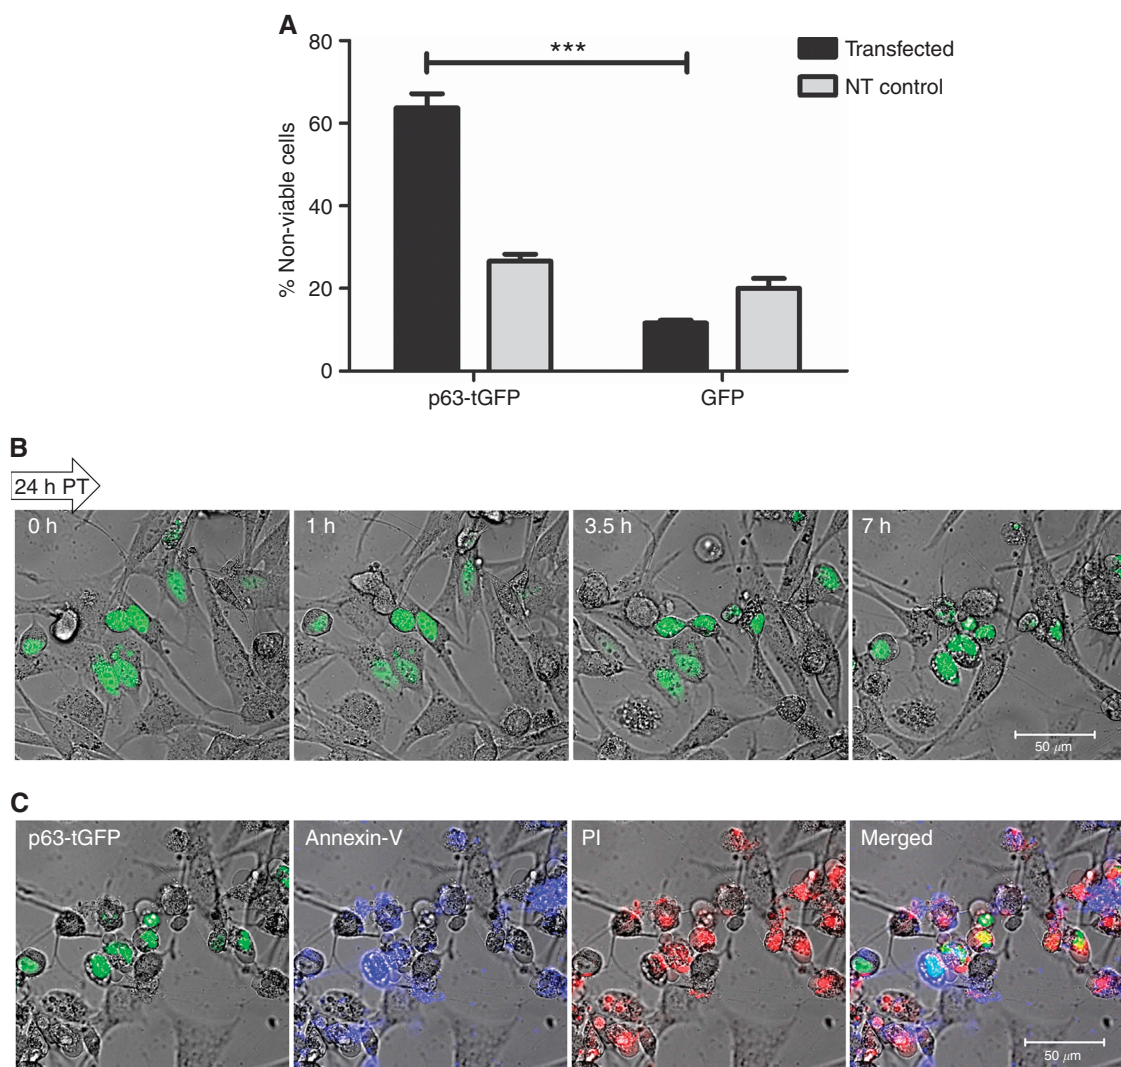 A
80
60
40
20
0
% Non-viable cells
***
Transfected
NT control
p63-tGFP
GFP
B
24 h PT
0 h
1 h
3.5 h
7 h
50 µm
C
p63-tGFP
Annexin-V
PI
Merged
50 µm